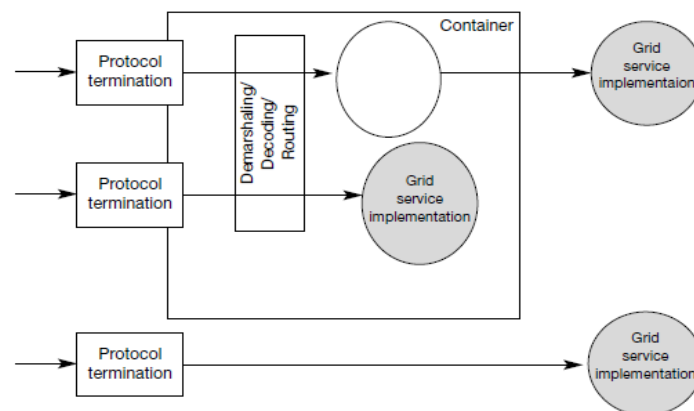 Container
Protocol
termination
Demarshaling/
Decoding/
Routing
Grid
service
implementaion
Protocol
termination
Grid
service
implementation
Protocol
termination
Grid
service
implementation